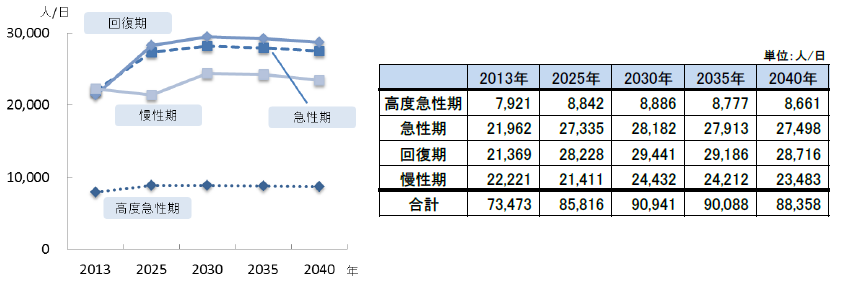 人/日
回復期
30,000
20,000
慢性期
急性期
10,000
高度急性期
0
2013 2025 2030 2035 2040 年
単位：人/日
2013年 2025年 2030年 2035年 2040年
高度急性期 7,921 8,842 8,886 8,777 8,661
急性期 21,962 27,335 28,182 27,913 27,498
回復期 21,369 28,228 29,441 29,186 28,716
慢性期 22,221 21,411 24,432 24,212 23,483
合計 73,473 85,816 90,941 90,088 88,358